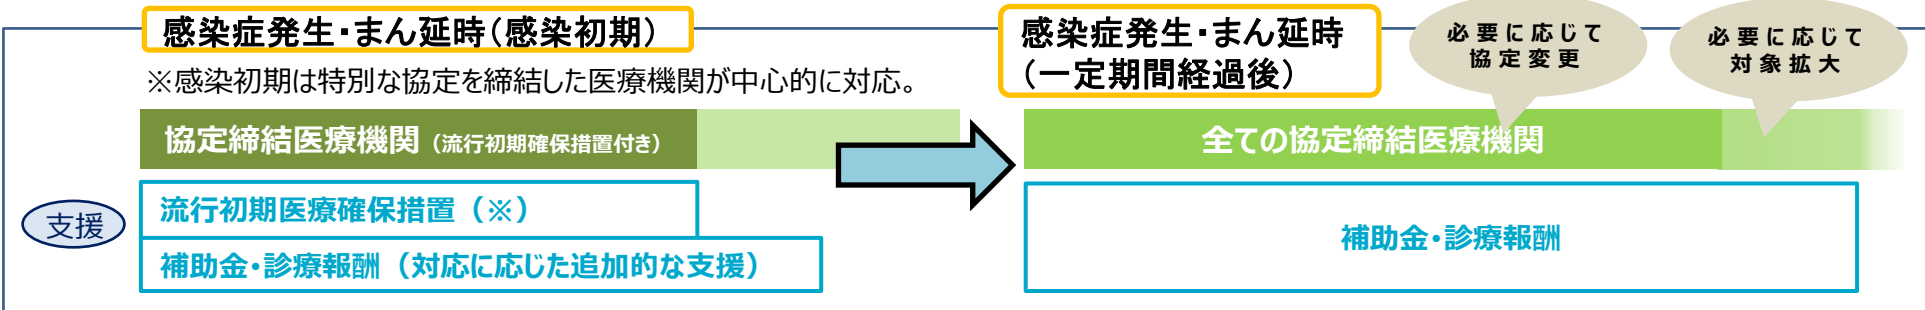 感染症発生・まん延時（感染初期）
※感染初期は特別な協定を締結した医療機関が中心的に対応。
協定締結医療機関（流行初期確保措置付き）
支援
流行初期医療確保措置（※）
補助金・診療報酬（対応に応じた追加的な支援）
感染症発生・まん延時
（一定期間経過後）
必要に応じて
協定変更
必要に応じて
対象拡大
全ての協定締結医療機関
補助金・診療報酬